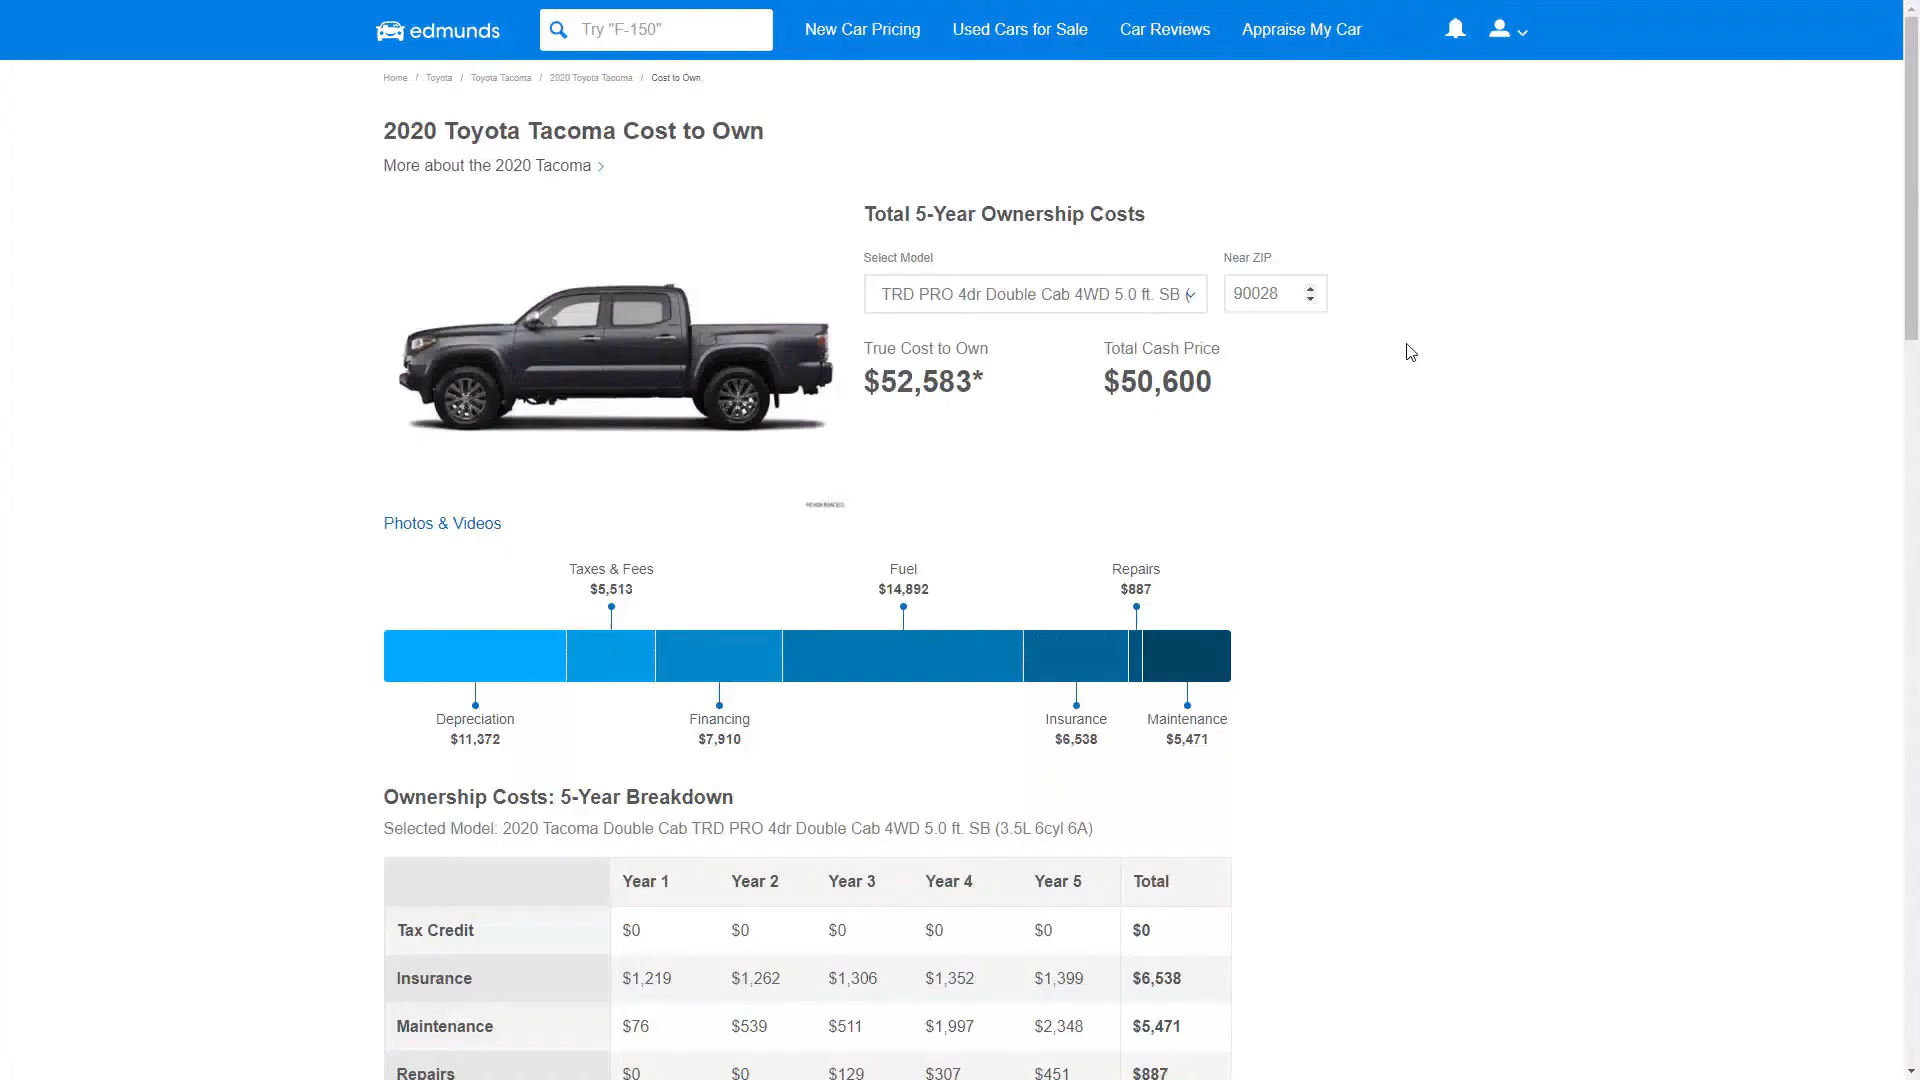 edmunds
Try "F-150"
New Car Pricing
Used Cars for Sale
Car Reviews
Appraise My Car
Home / Toyota / Toyota Tacoma / 2020 Toyota Tacoma / Cost to Own
2020 Toyota Tacoma Cost to Own
More about the 2020 Tacoma >
Total 5-Year Ownership Costs
Select Model
Near ZIP
TRD PRO 4dr Double Cab 4WD 5.0 ft. SB (
90028
True Cost to Own
Total Cash Price
$52,583*
$50,600
Photos & Videos
Taxes & Fees
$5,513
Fuel
$14,892
Repairs
$887
Depreciation
$11,372
Financing
$7,910
Insurance
$6,538
Maintenance
$5,471
Ownership Costs: 5-Year Breakdown
Selected Model: 2020 Tacoma Double Cab TRD PRO 4dr Double Cab 4WD 5.0 ft. SB (3.5L 6cyl 6A)
Year 1 Year 2 Year 3 Year 4 Year 5 Total
Tax Credit $0 $0 $0 $0 $0 $0
Insurance $1,219 $1,262 $1,306 $1,352 $1,399 $6,538
Maintenance $76 $539 $511 $1,997 $2,348 $5,471
Repairs $0 $0 $129 $307 $451 $887